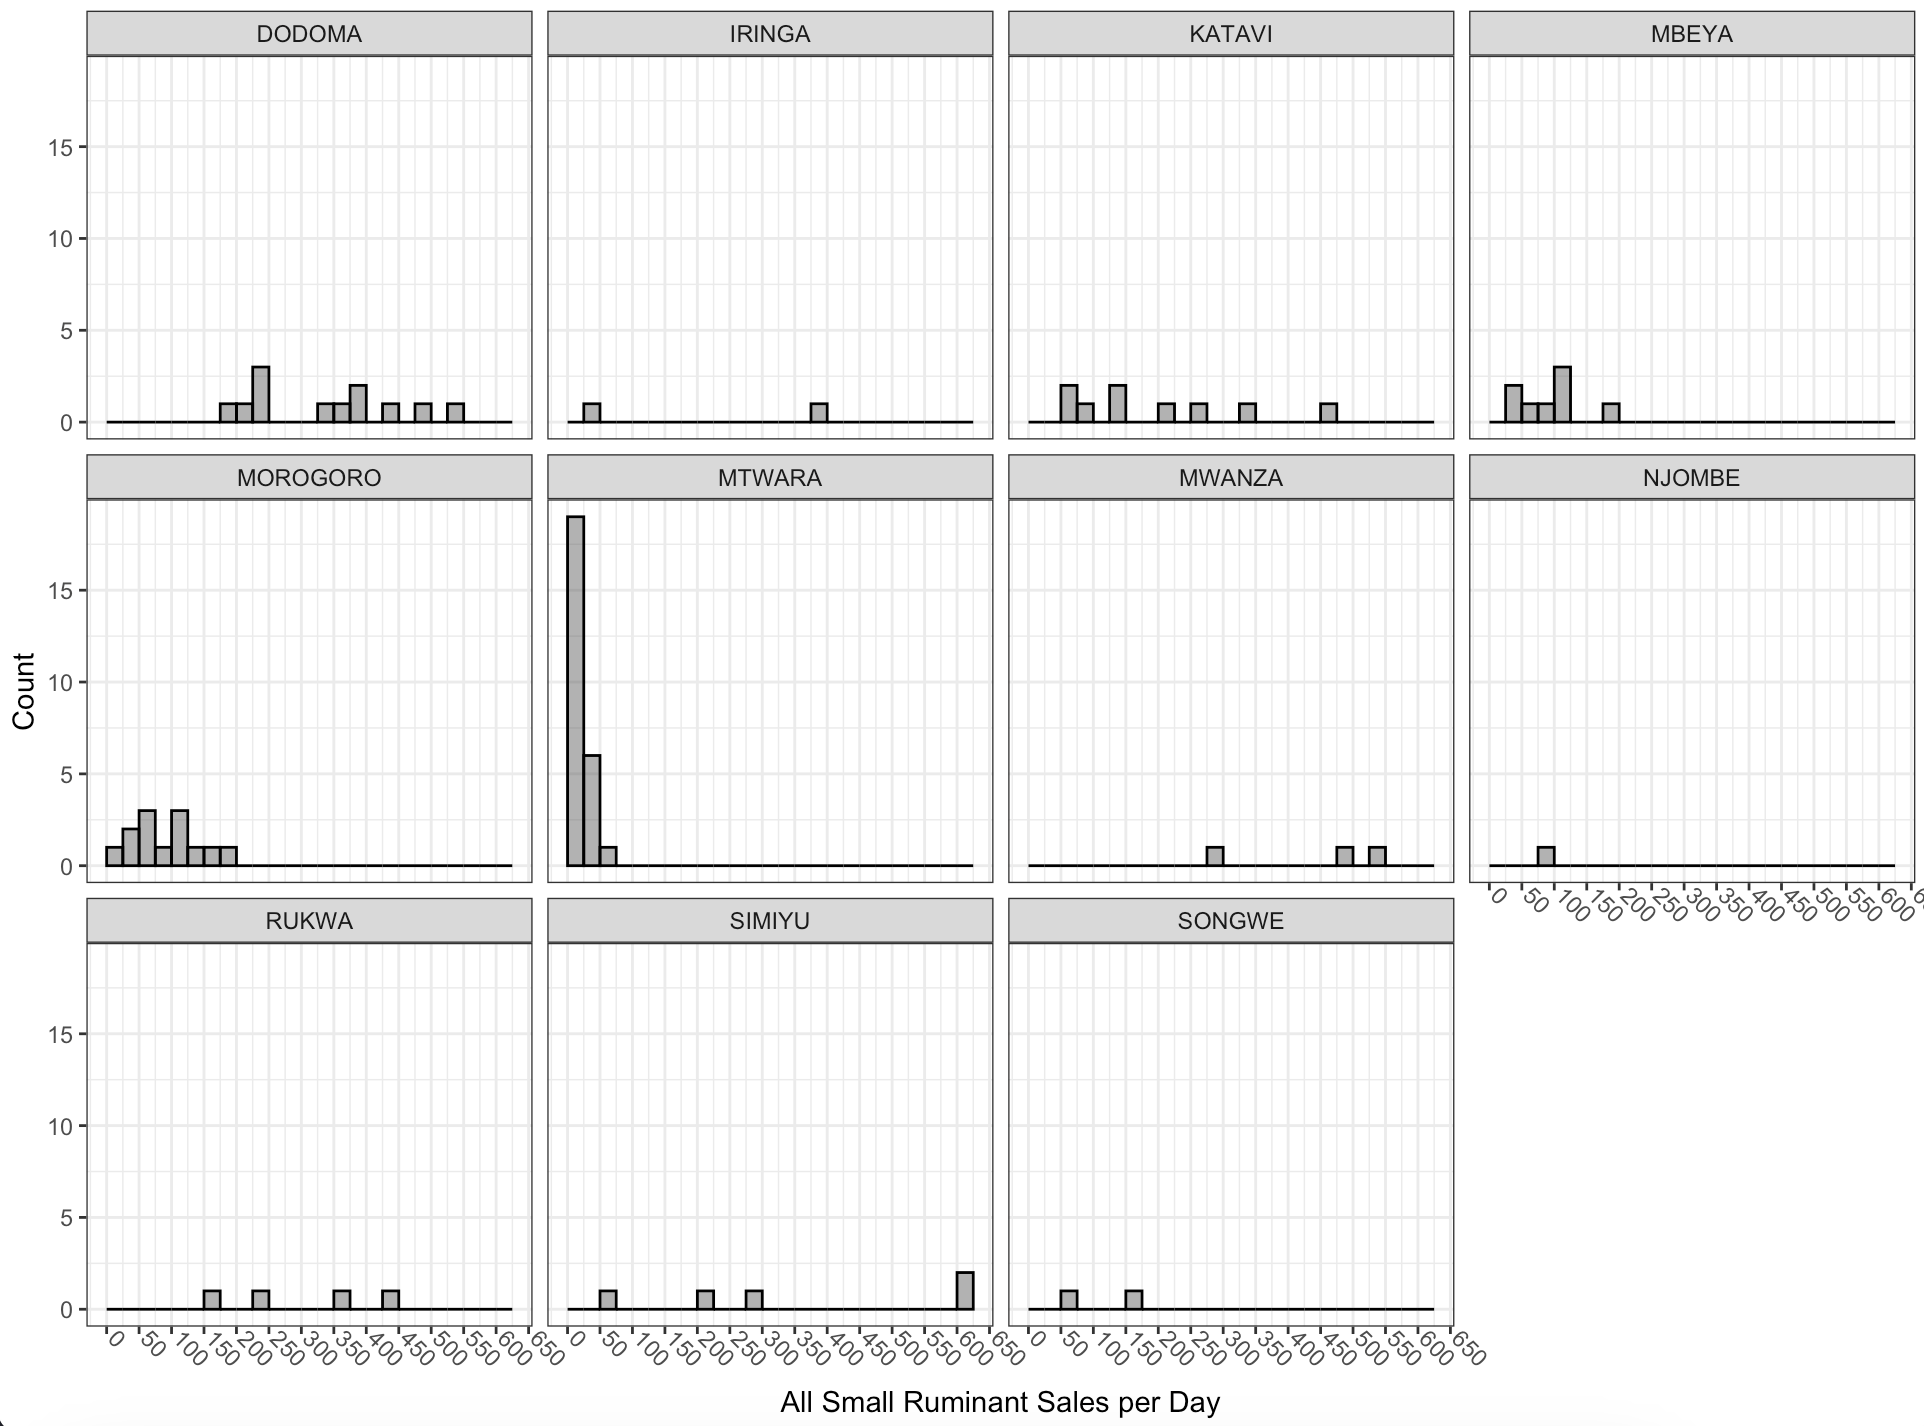 DODOMA IRINGA KATAVI MBEYA
15
10
5
0
MOROGORO MTWARA MWANZA NJOMBE
15
10
5
0
0 50 100 150 200 250 300 350 400 450 500 550 600
RUKWA SIMIYU SONGWE
15
10
5
0
0 50 100 150 200 250 300 350 400 450 500 550 600 650 0 50 100 150 200 250 300 350 400 450 500 550 600 650 0 50 100 150 200 250 300 350 400 450 500 550 600 650
Count
All Small Ruminant Sales per Day